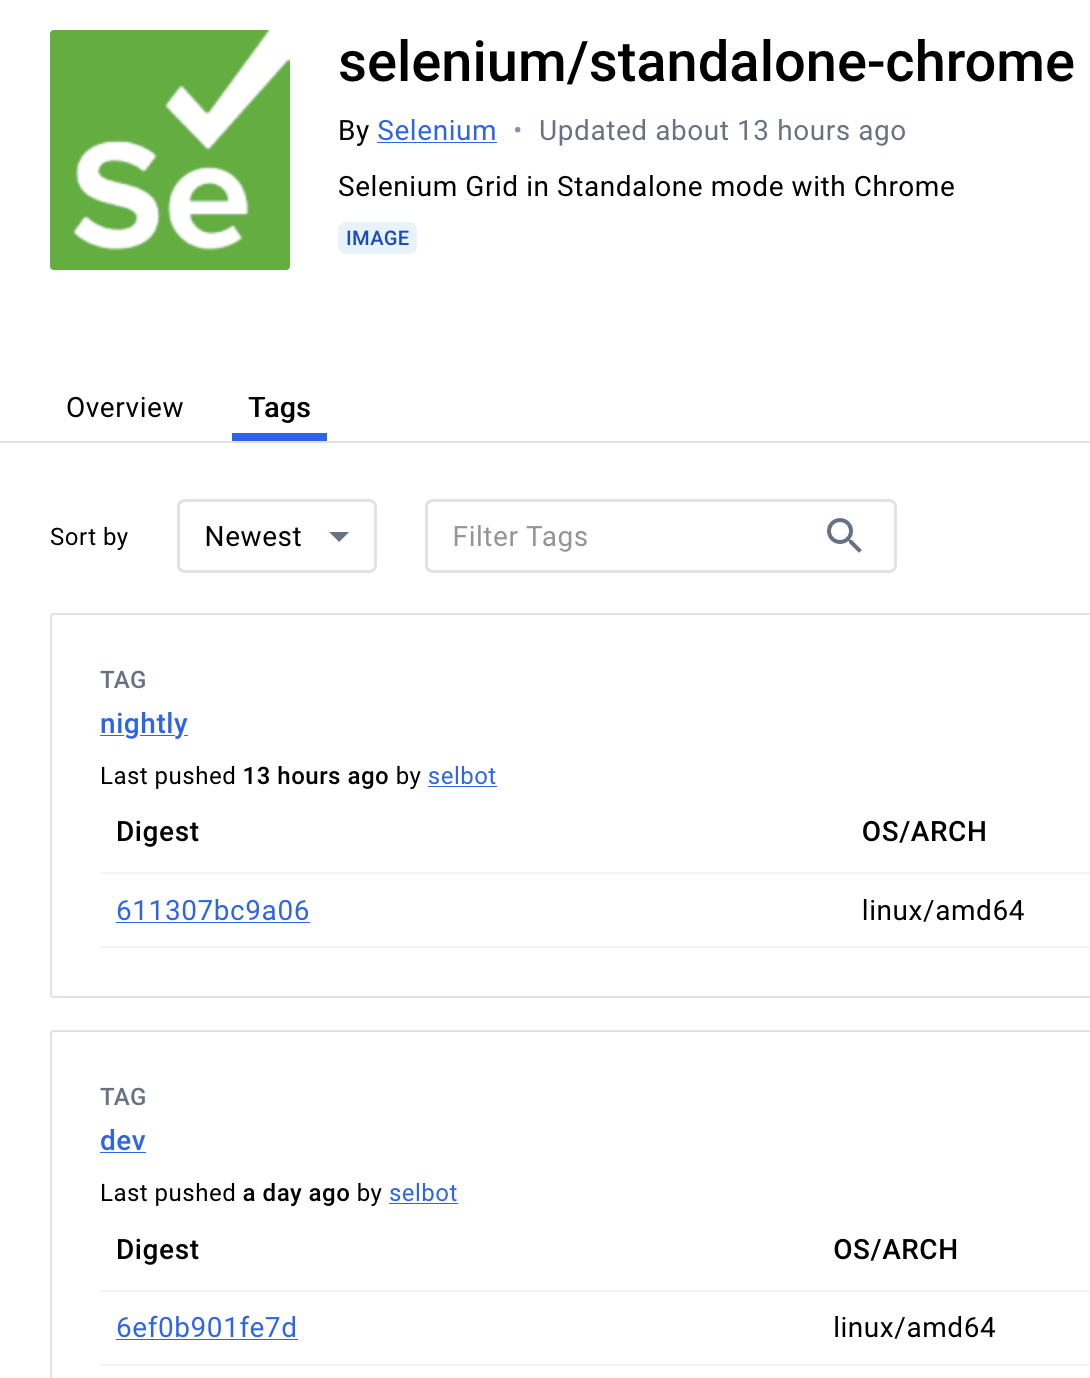 Se
selenium/standalone-chrome
By Selenium • Updated about 13 hours ago
Selenium Grid in Standalone mode with Chrome
IMAGE
Overview Tags
Sort by Newest Filter Tags
TAG
nightly
Last pushed 13 hours ago by selbot
Digest OS/ARCH
611307bc9a06 linux/amd64
TAG
dev
Last pushed a day ago by selbot
Digest OS/ARCH
6ef0b901fe7d linux/amd64